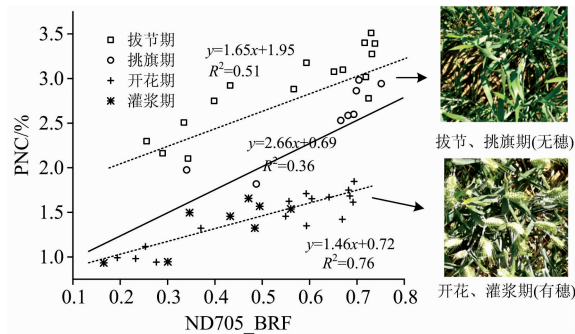 3.5%
3.0%
2.5%
2.0%
1.5%
1.0%
PNC/%
拔节期
挑旗期
开花期
灌浆期
y=1.65x+1.95
R²=0.51
y=2.66x+0.69
R²=0.36
y=1.46x+0.72
R²=0.76
0.1 0.2 0.3 0.4 0.5 0.6 0.7 0.8
ND705_BRF
拔节、挑旗期(无穗)
开花、灌浆期(有穗)